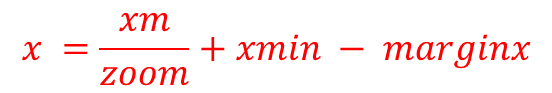 x = xm/zoom + xmin − marginx